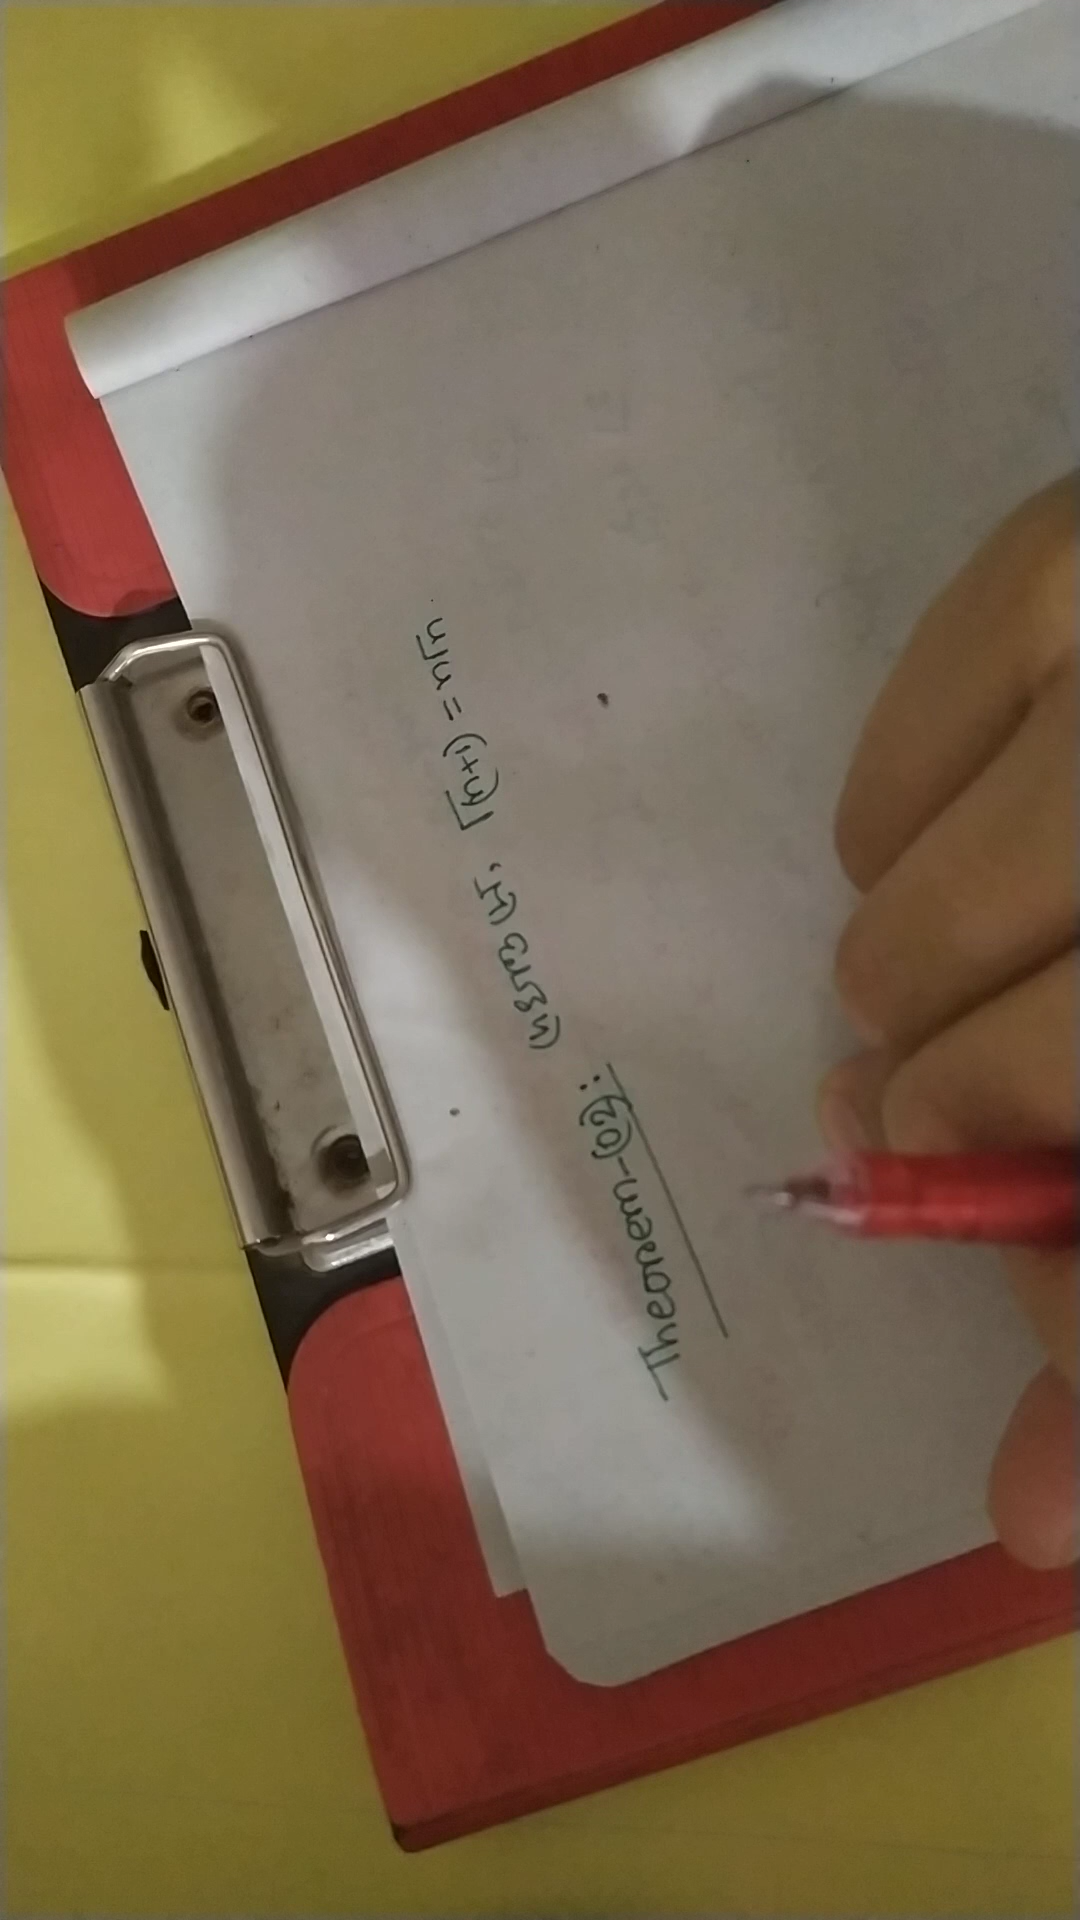 Theorem-(02): দেখাও যে, Γ(n+1) = nΓn.